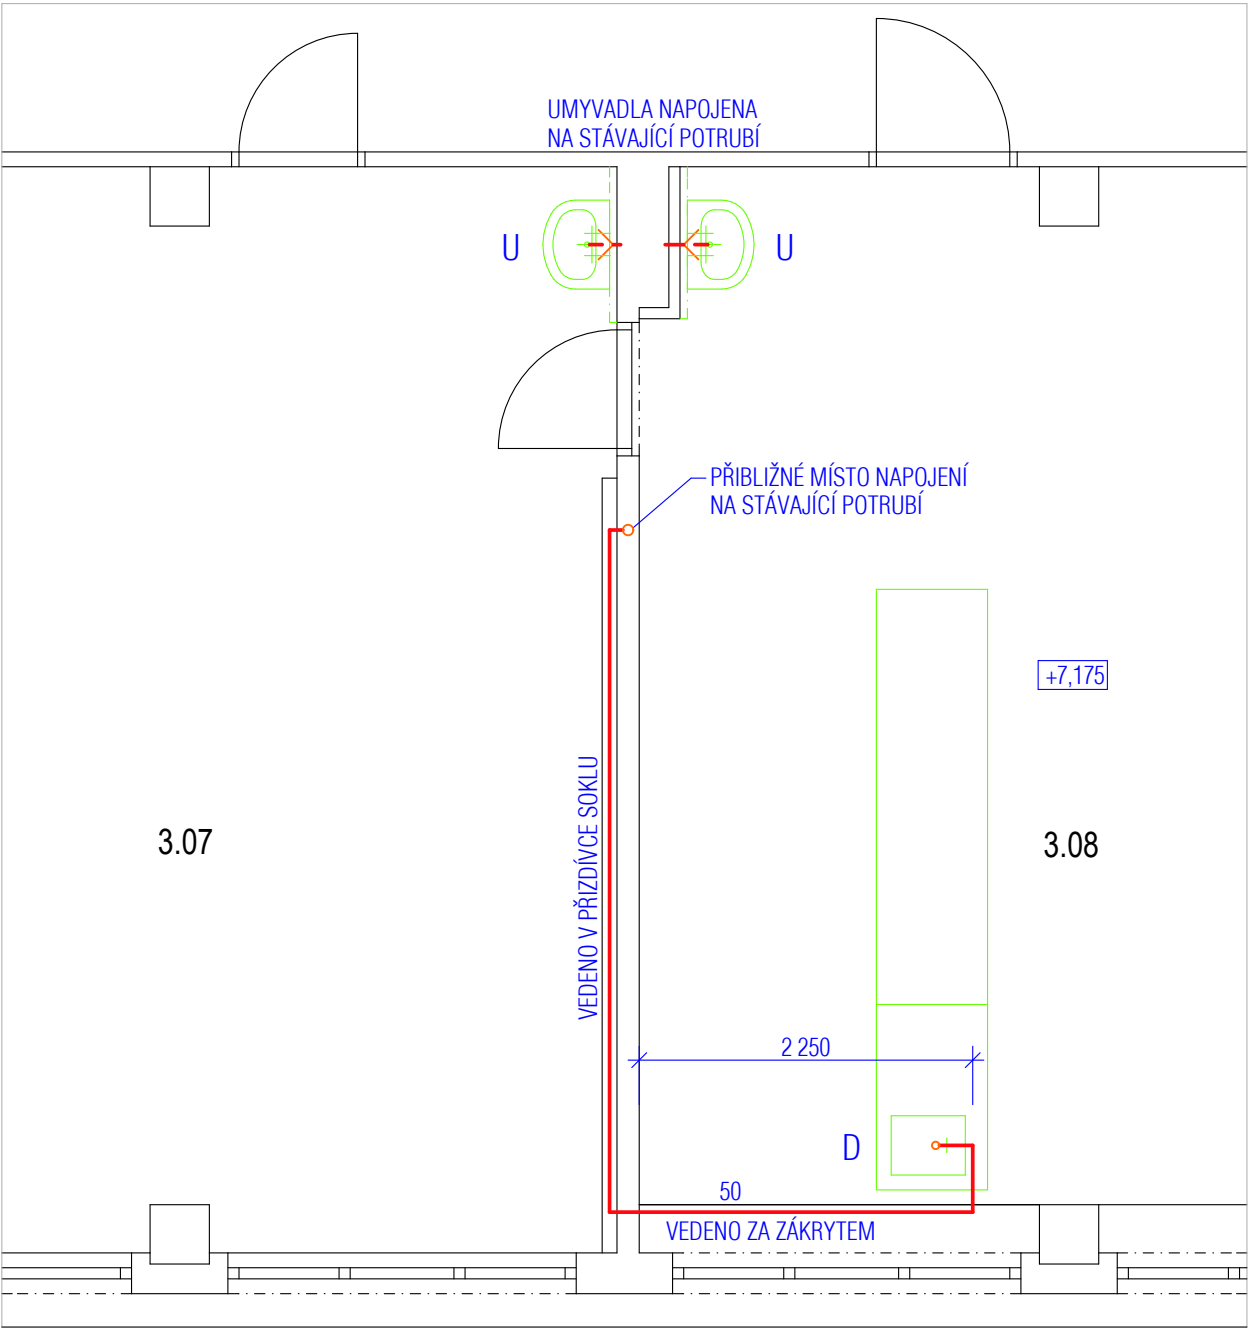 UMYVADLA NAPOJENA
NA STÁVAJÍCÍ POTRUBÍ
U
U
PŘIBLIŽNÉ MÍSTO NAPOJENÍ
NA STÁVAJÍCÍ POTRUBÍ
+7,175
VEDENO V PŘIZDÍVCE SOKLU
3.07
3.08
2 250
D
50
VEDENO ZA ZÁKRYTEM